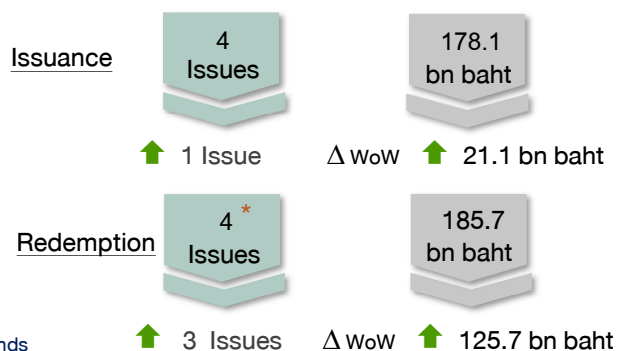 Issuance
4
Issues
178.1
bn baht
1 Issue
Δ WoW
21.1 bn baht
Redemption
4 *
Issues
185.7
bn baht
3 Issues
Δ WoW
125.7 bn baht